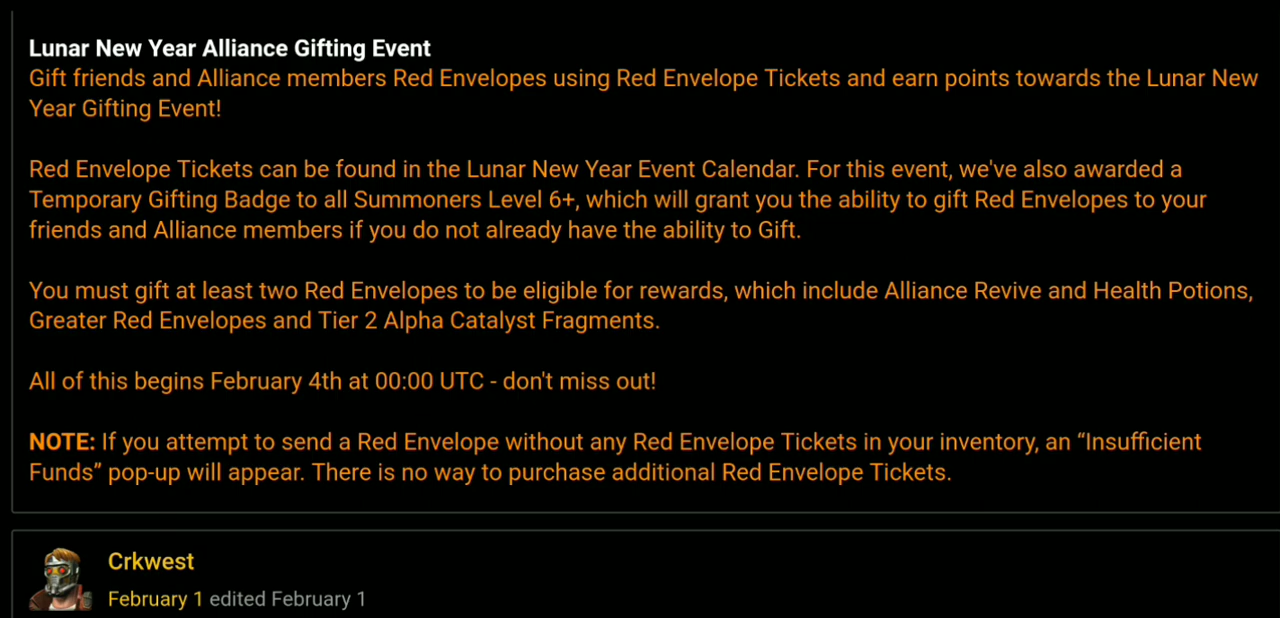 Lunar New Year Alliance Gifting Event
Gift friends and Alliance members Red Envelopes using Red Envelope Tickets and earn points towards the Lunar New
Year Gifting Event!
Red Envelope Tickets can be found in the Lunar New Year Event Calendar. For this event, we've also awarded a
Temporary Gifting Badge to all Summoners Level 6+, which will grant you the ability to gift Red Envelopes to your
friends and Alliance members if you do not already have the ability to Gift.
You must gift at least two Red Envelopes to be eligible for rewards, which include Alliance Revive and Health Potions,
Greater Red Envelopes and Tier 2 Alpha Catalyst Fragments.
All of this begins February 4th at 00:00 UTC - don't miss out!
NOTE: If you attempt to send a Red Envelope without any Red Envelope Tickets in your inventory, an “Insufficient
Funds” pop-up will appear. There is no way to purchase additional Red Envelope Tickets.
Crkwest
February 1 edited February 1